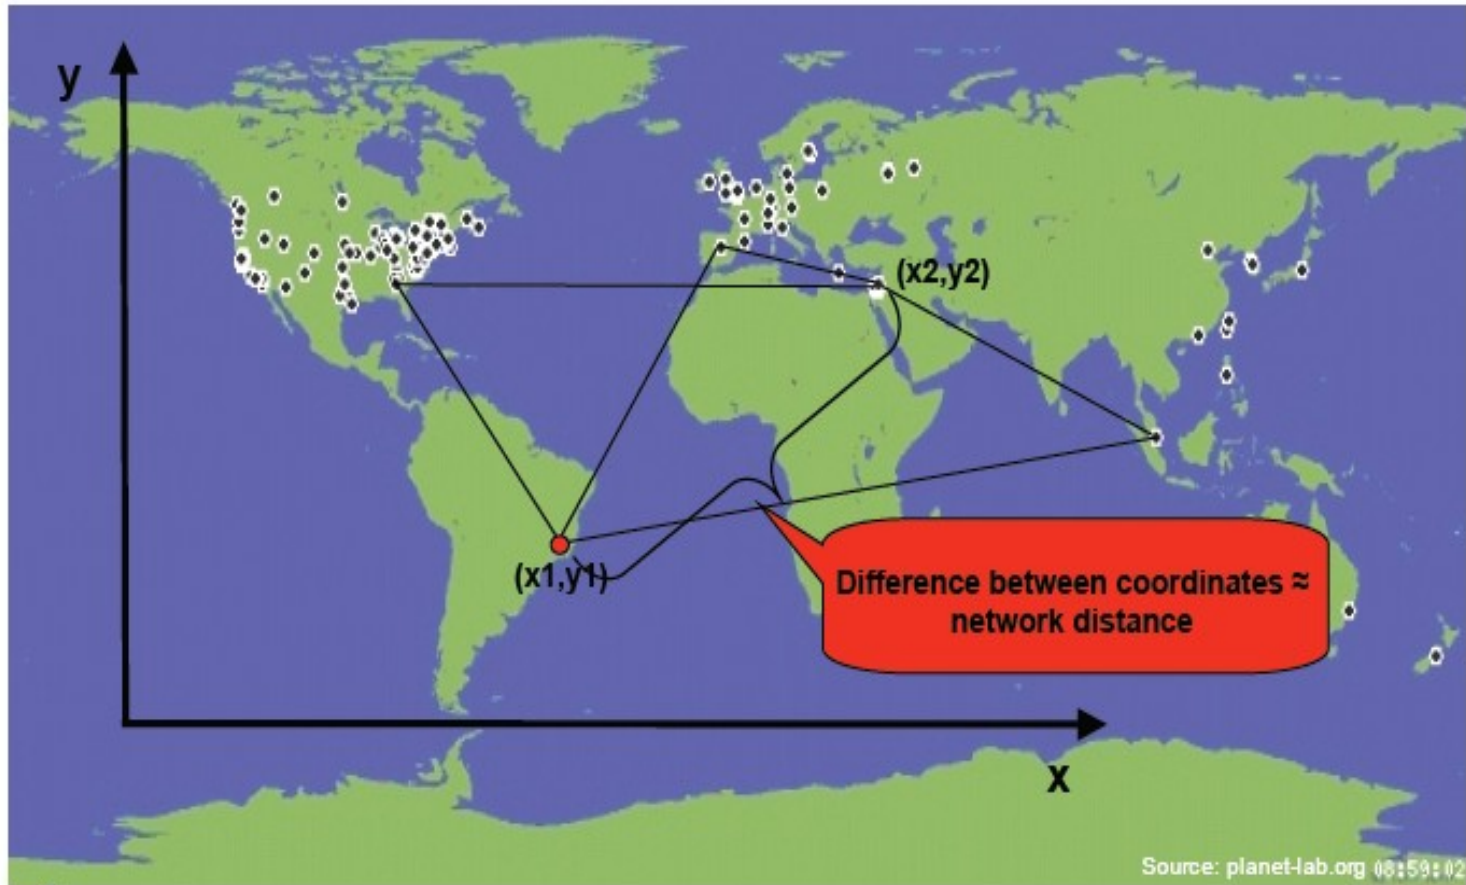 y
(x2,y2)
(x1,y1)
Difference between coordinates ≈
network distance
x
Source: planet-lab.org 08:59:02